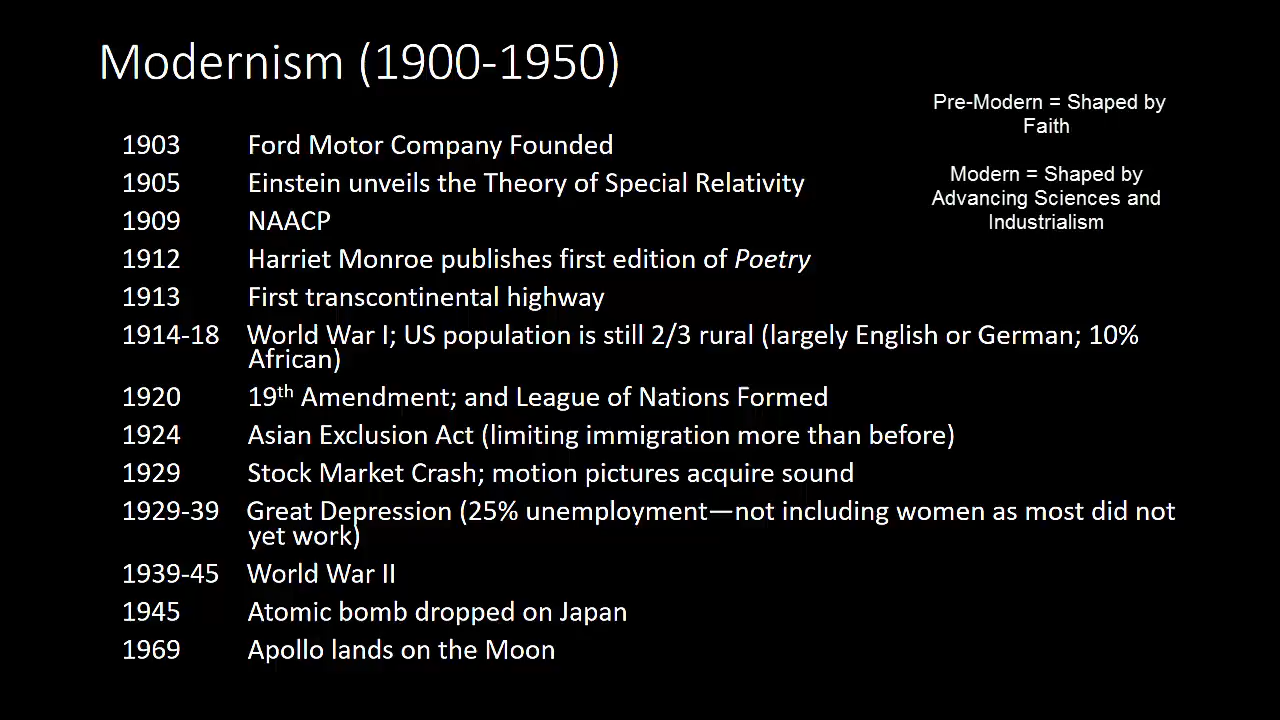 Modernism (1900-1950)
Pre-Modern = Shaped by
Faith
Modern = Shaped by
Advancing Sciences and
Industrialism
1903 Ford Motor Company Founded
1905 Einstein unveils the Theory of Special Relativity
1909 NAACP
1912 Harriet Monroe publishes first edition of Poetry
1913 First transcontinental highway
1914-18 World War I; US population is still 2/3 rural (largely English or German; 10%
African)
1920 19th Amendment; and League of Nations Formed
1924 Asian Exclusion Act (limiting immigration more than before)
1929 Stock Market Crash; motion pictures acquire sound
1929-39 Great Depression (25% unemployment—not including women as most did not
yet work)
1939-45 World War II
1945 Atomic bomb dropped on Japan
1969 Apollo lands on the Moon